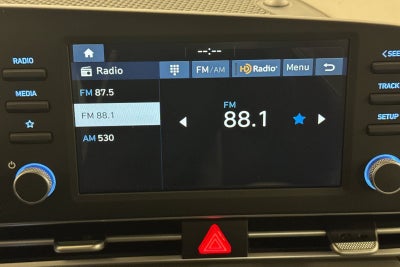 --:--
RADIO
Radio
FM/AM
HD Radio
Menu
< SEE
FM 87.5
MEDIA
FM 88.1
FM
88.1
TRACK
AM 530
SETUP